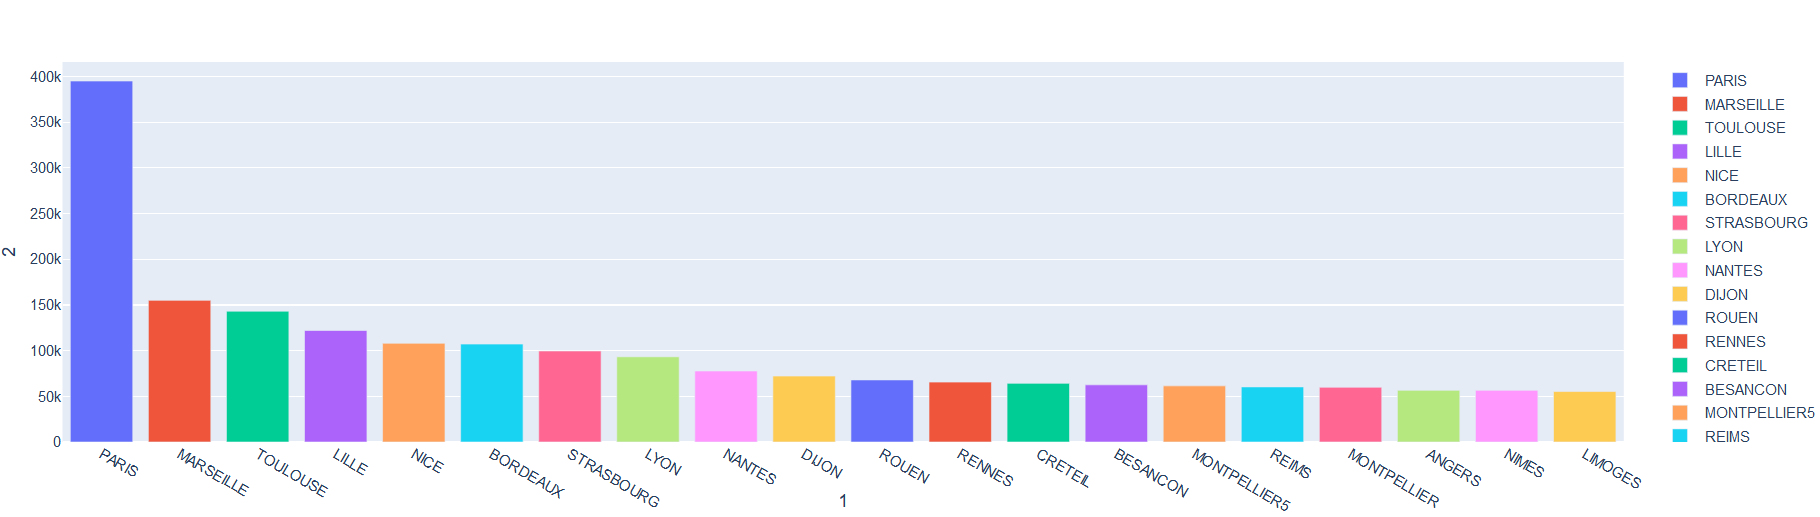 400k
350k
300k
250k
200k
150k
100k
50k
0
2
PARIS
MARSEILLE
TOULOUSE
LILLE
NICE
BORDEAUX
STRASBOURG
LYON
NANTES
DIJON
ROUEN
RENNES
CRETEIL
BESANCON
MONTPELLIER5
REIMS
MONTPELLIER
ANGERS
NIMES
LIMOGES
1
PARIS
MARSEILLE
TOULOUSE
LILLE
NICE
BORDEAUX
STRASBOURG
LYON
NANTES
DIJON
ROUEN
RENNES
CRETEIL
BESANCON
MONTPELLIER5
REIMS